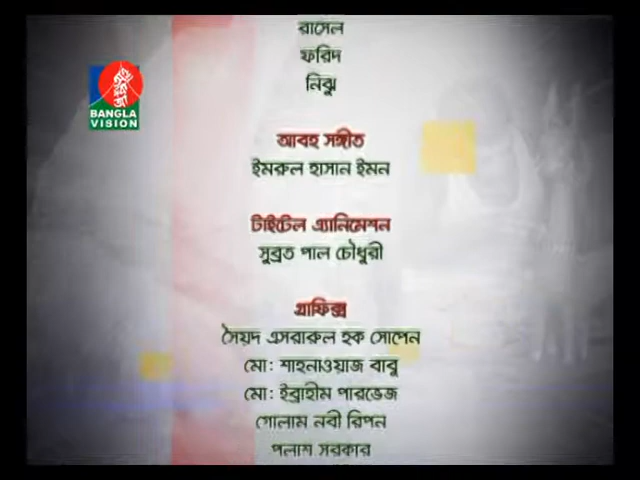 রাসেল
ফরিদ
নিঝু
BANGLA
VISION
আবহ সঙ্গীত
ইমরুল হাসান ইমন
টাইটেল এ্যানিমেশন
সুব্রত পাল চৌধুরী
গ্রাফিক্স
সৈয়দ এসরারুল হক সোপেন
মো: শাহনাওয়াজ বাবু
মো: ইব্রাহীম পারভেজ
গোলাম নবী রিপন
পলাশ সরকার